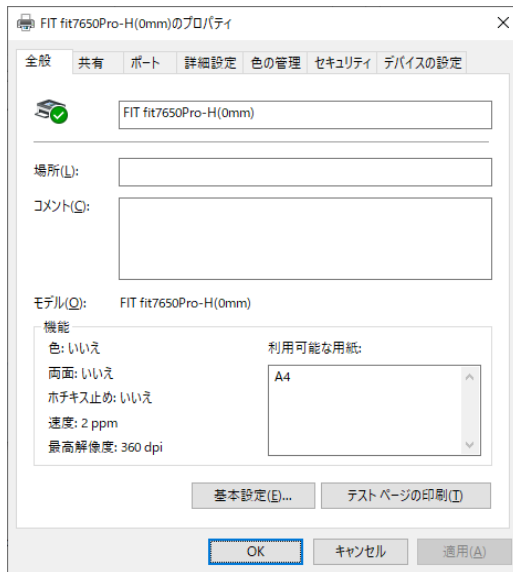 FIT fit7650Pro-H(0mm)のプロパティ
全般 共有 ポート 詳細設定 色の管理 セキュリティ デバイスの設定
FIT fit7650Pro-H(0mm)
場所(L):
コメント(C):
モデル(O): FIT fit7650Pro-H(0mm)
機能
色: いいえ
両面: いいえ
ホチキス止め: いいえ
速度: 2 ppm
最高解像度: 360 dpi
利用可能な用紙:
A4
基本設定(E)... テスト ページの印刷(T)
OK キャンセル 適用(A)